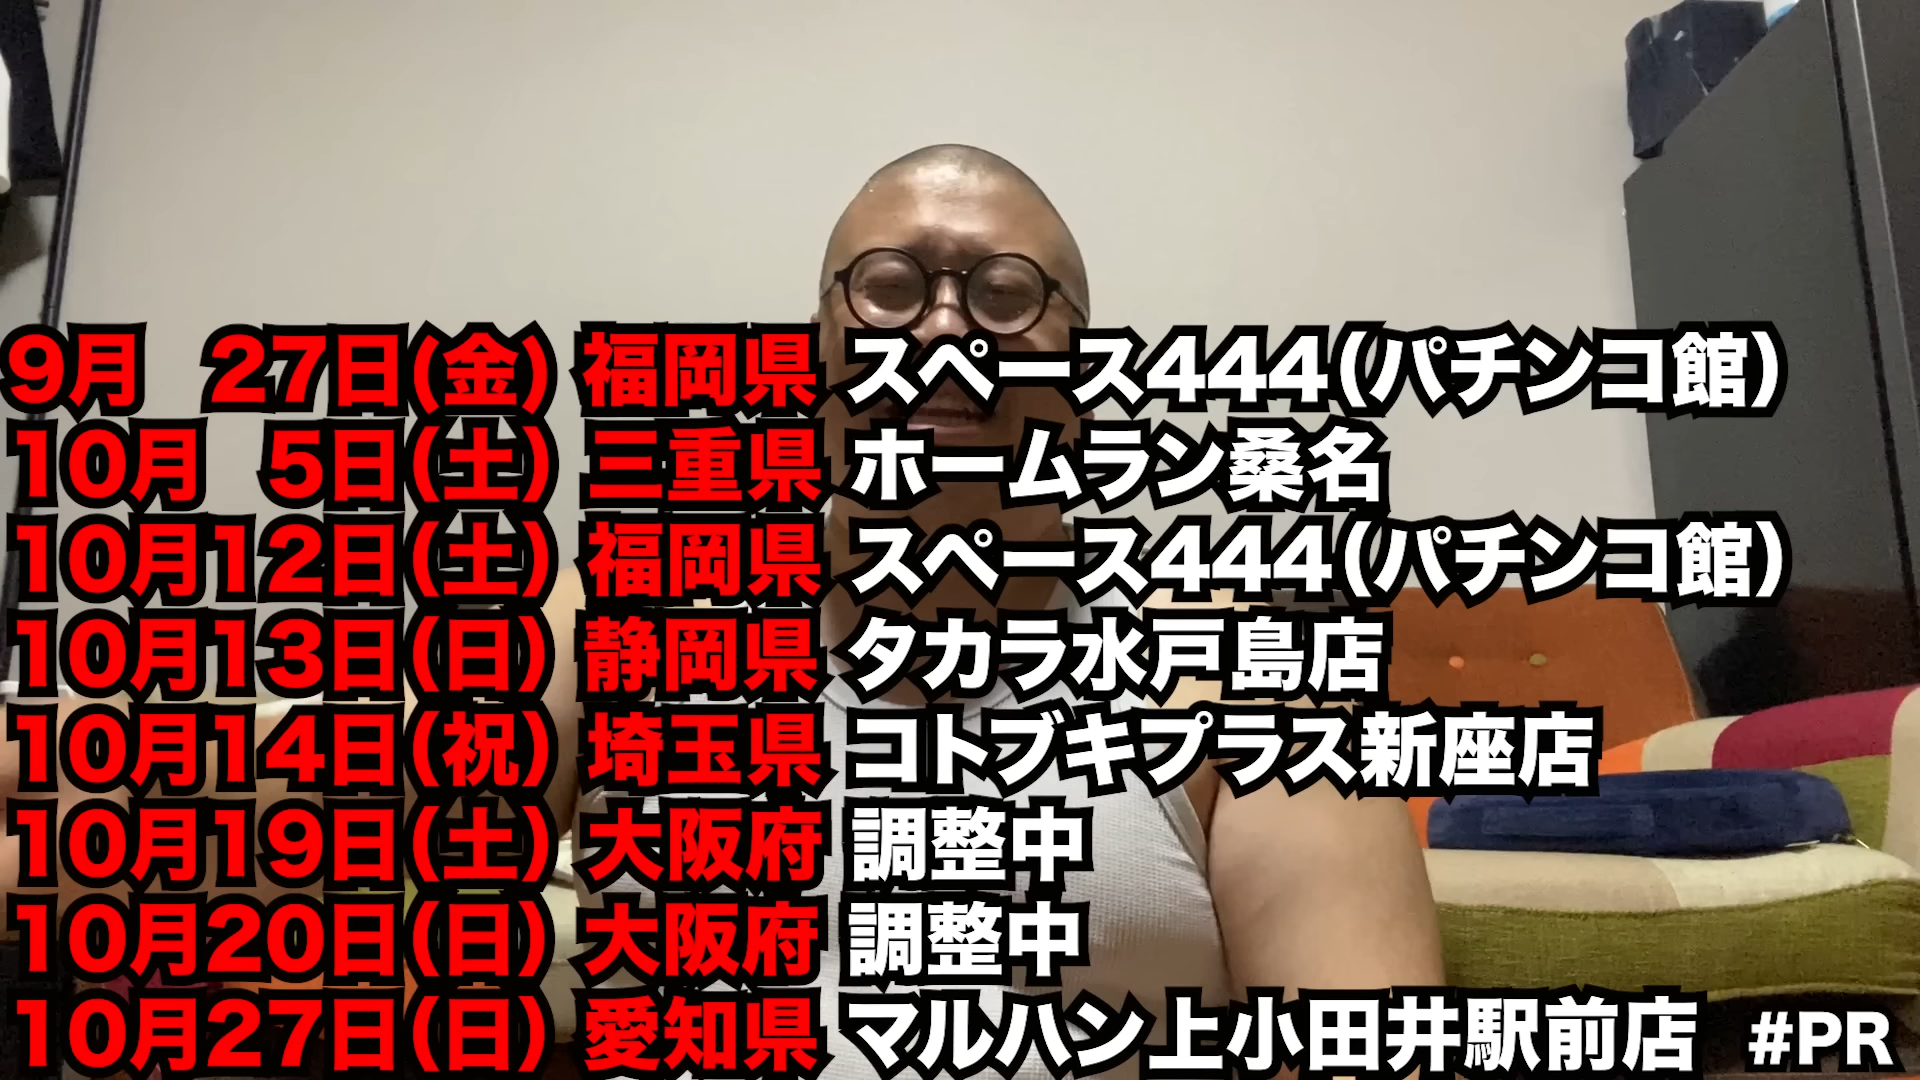 9月 27日(金) 福岡県 スペース444(パチンコ館)
10月 5日(土) 三重県 ホームラン桑名
10月12日(土) 福岡県 スペース444(パチンコ館)
10月13日(日) 静岡県 タカラ水戸島店
10月14日(祝) 埼玉県 コトブキプラス新座店
10月19日(土) 大阪府 調整中
10月20日(日) 大阪府 調整中
10月27日(日) 愛知県 マルハン上小田井駅前店 #PR